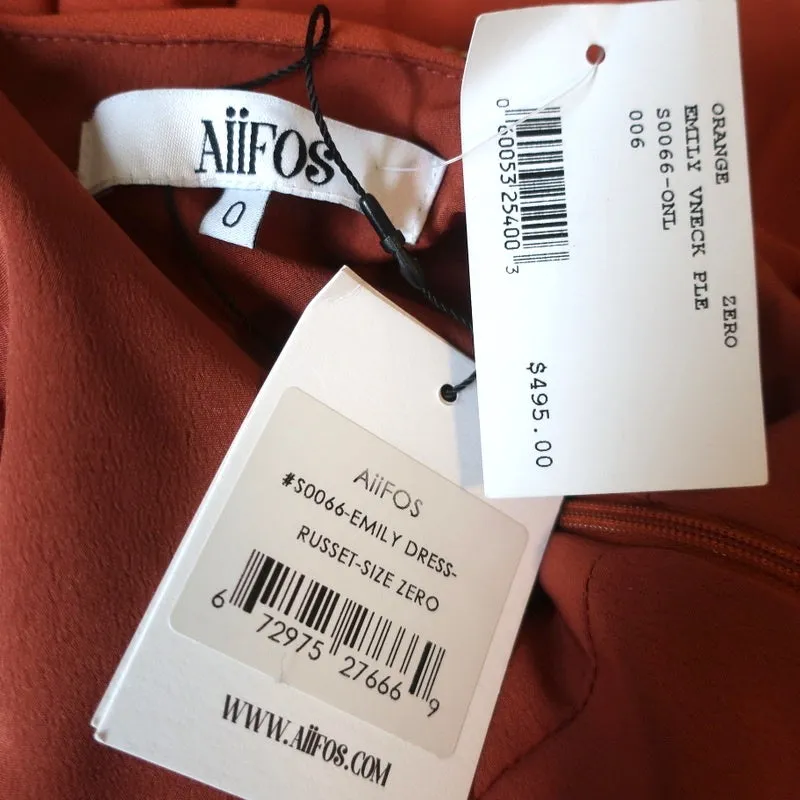 AiiFOS
0
ORANGE ZERO
EMILY VNECK PLE
S0066-ONL
006
0 60053 25400 3
$495.00
AiiFOS
#S0066-EMILY DRESS-
RUSSET-SIZE ZERO
6 72975 27666 9
WWW.AiiFOS.COM